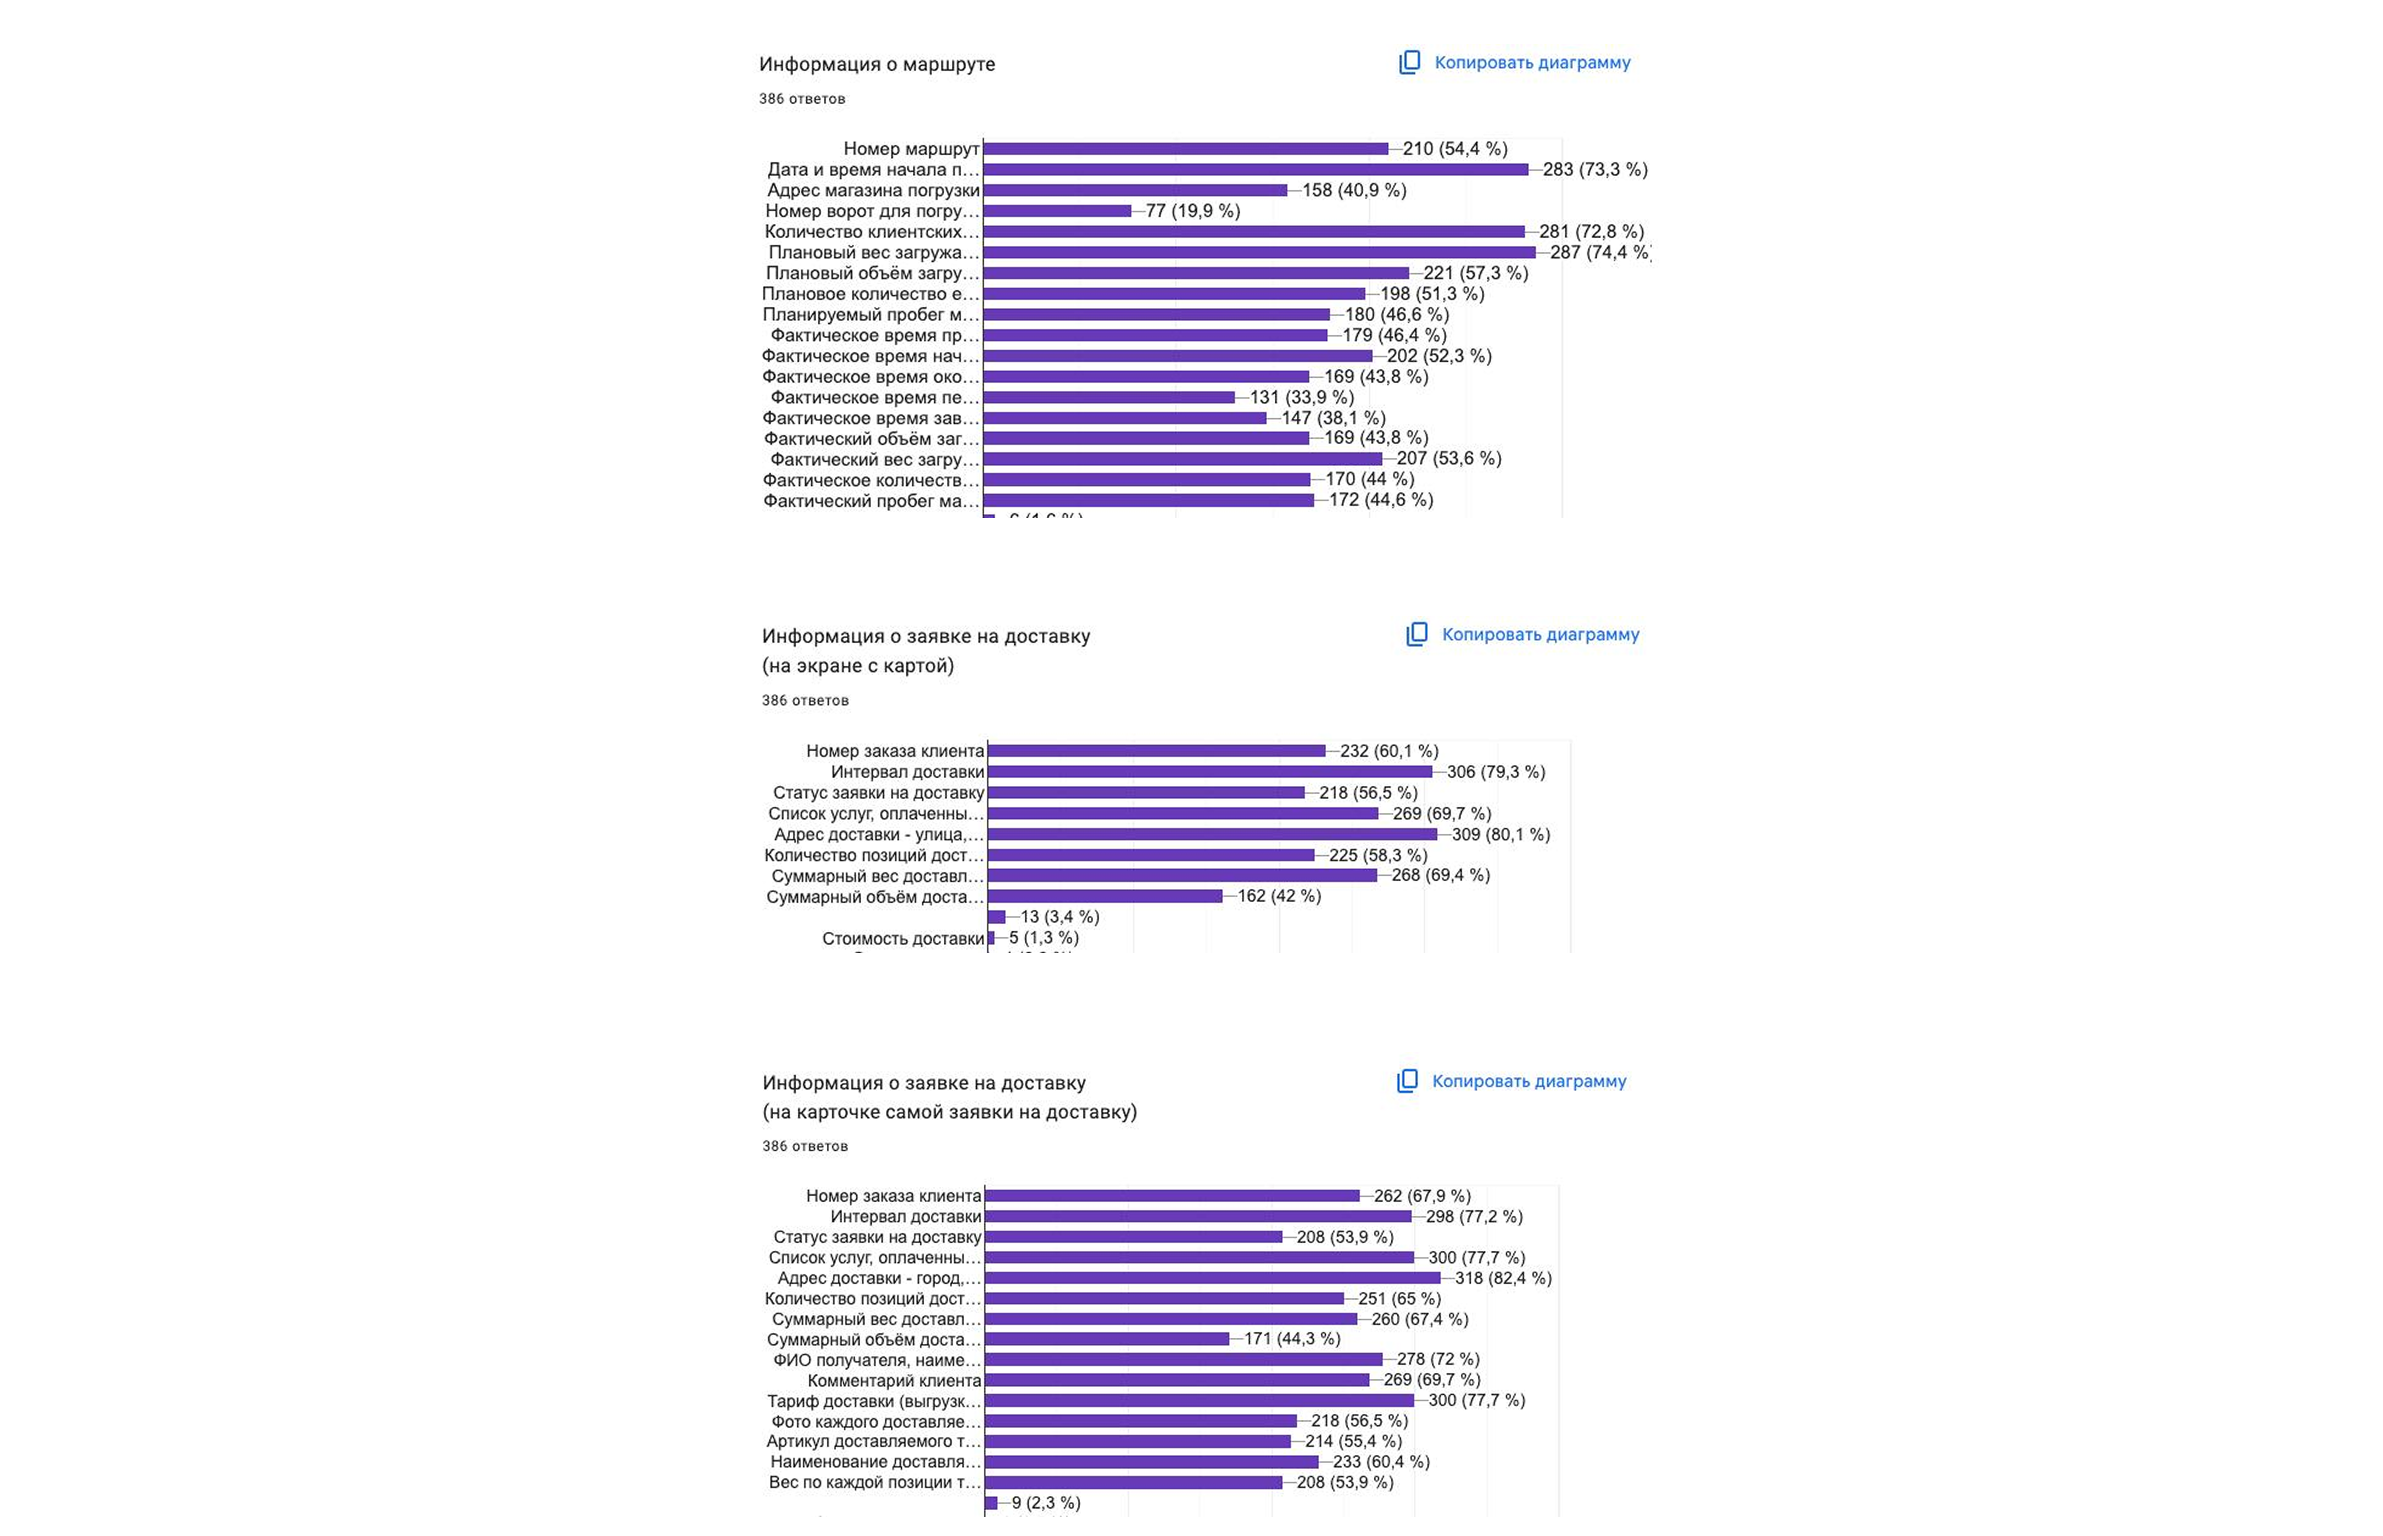 Информация о маршруте
Копировать диаграмму
386 ответов
Номер маршрут 210 (54,4 %)
Дата и время начала п… 283 (73,3 %)
Адрес магазина погрузки 158 (40,9 %)
Номер ворот для погру… 77 (19,9 %)
Количество клиентских… 281 (72,8 %)
Плановый вес загружа… 287 (74,4 %)
Плановый объём загру… 221 (57,3 %)
Плановое количество е… 198 (51,3 %)
Планируемый пробег м… 180 (46,6 %)
Фактическое время пр… 179 (46,4 %)
Фактическое время нач… 202 (52,3 %)
Фактическое время око… 169 (43,8 %)
Фактическое время пе… 131 (33,9 %)
Фактическое время зав… 147 (38,1 %)
Фактический объём заг… 169 (43,8 %)
Фактический вес загру… 207 (53,6 %)
Фактическое количеств… 170 (44 %)
Фактический пробег ма… 172 (44,6 %)
6 (1,6 %)
Информация о заявке на доставку
(на экране с картой)
Копировать диаграмму
386 ответов
Номер заказа клиента 232 (60,1 %)
Интервал доставки 306 (79,3 %)
Статус заявки на доставку 218 (56,5 %)
Список услуг, оплаченны… 269 (69,7 %)
Адрес доставки - улица,… 309 (80,1 %)
Количество позиций дост… 225 (58,3 %)
Суммарный вес доставл… 268 (69,4 %)
Суммарный объём доста… 162 (42 %)
13 (3,4 %)
Стоимость доставки 5 (1,3 %)
Информация о заявке на доставку
(на карточке самой заявки на доставку)
Копировать диаграмму
386 ответов
Номер заказа клиента 262 (67,9 %)
Интервал доставки 298 (77,2 %)
Статус заявки на доставку 208 (53,9 %)
Список услуг, оплаченны… 300 (77,7 %)
Адрес доставки - город,… 318 (82,4 %)
Количество позиций дост… 251 (65 %)
Суммарный вес доставл… 260 (67,4 %)
Суммарный объём доста… 171 (44,3 %)
ФИО получателя, наиме… 278 (72 %)
Комментарий клиента 269 (69,7 %)
Тариф доставки (выгрузк… 300 (77,7 %)
Фото каждого доставляе… 218 (56,5 %)
Артикул доставляемого т… 214 (55,4 %)
Наименование доставля… 233 (60,4 %)
Вес по каждой позиции т… 208 (53,9 %)
9 (2,3 %)